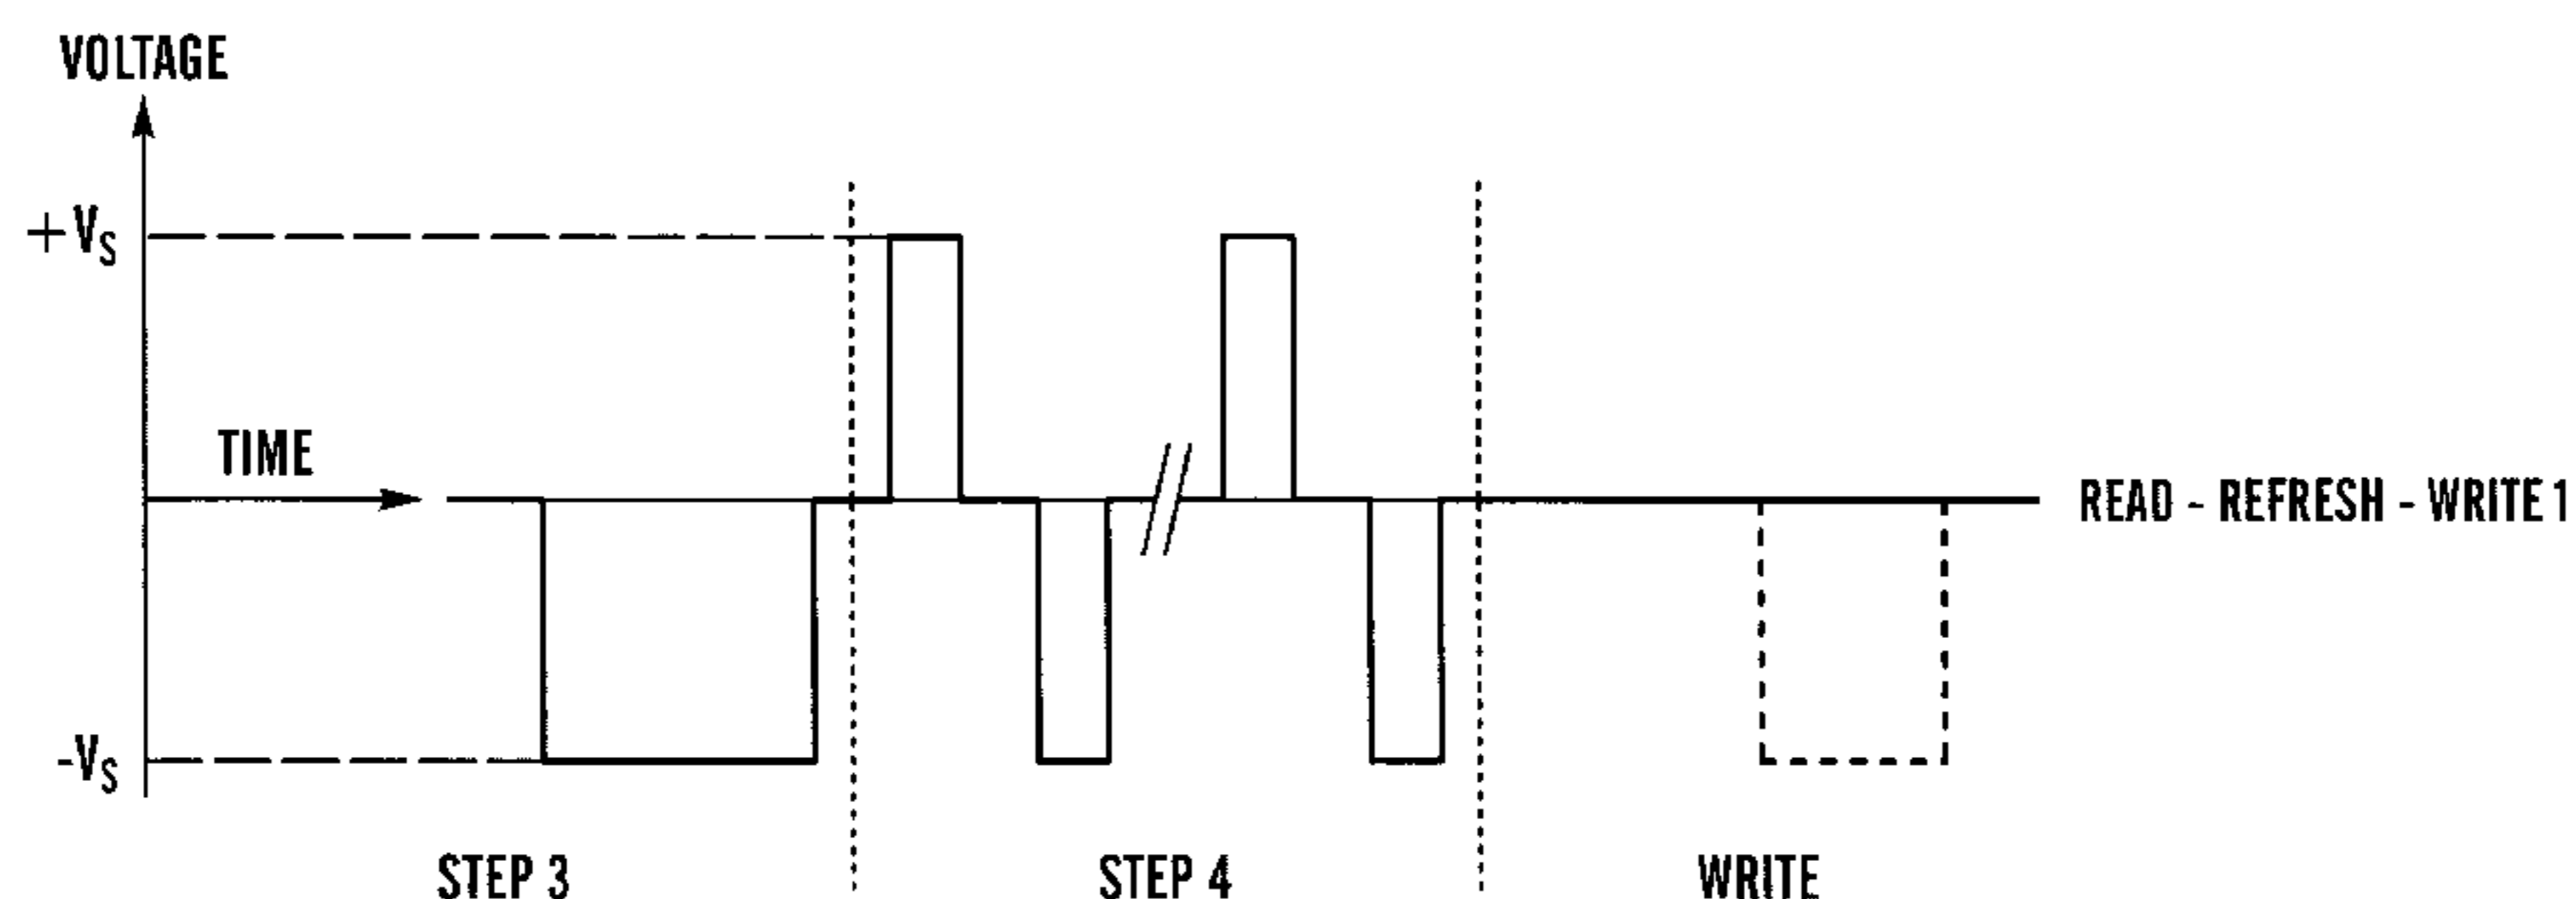 VOLTAGE
+VS
TIME
READ - REFRESH - WRITE 1
-VS
STEP 3
STEP 4
WRITE